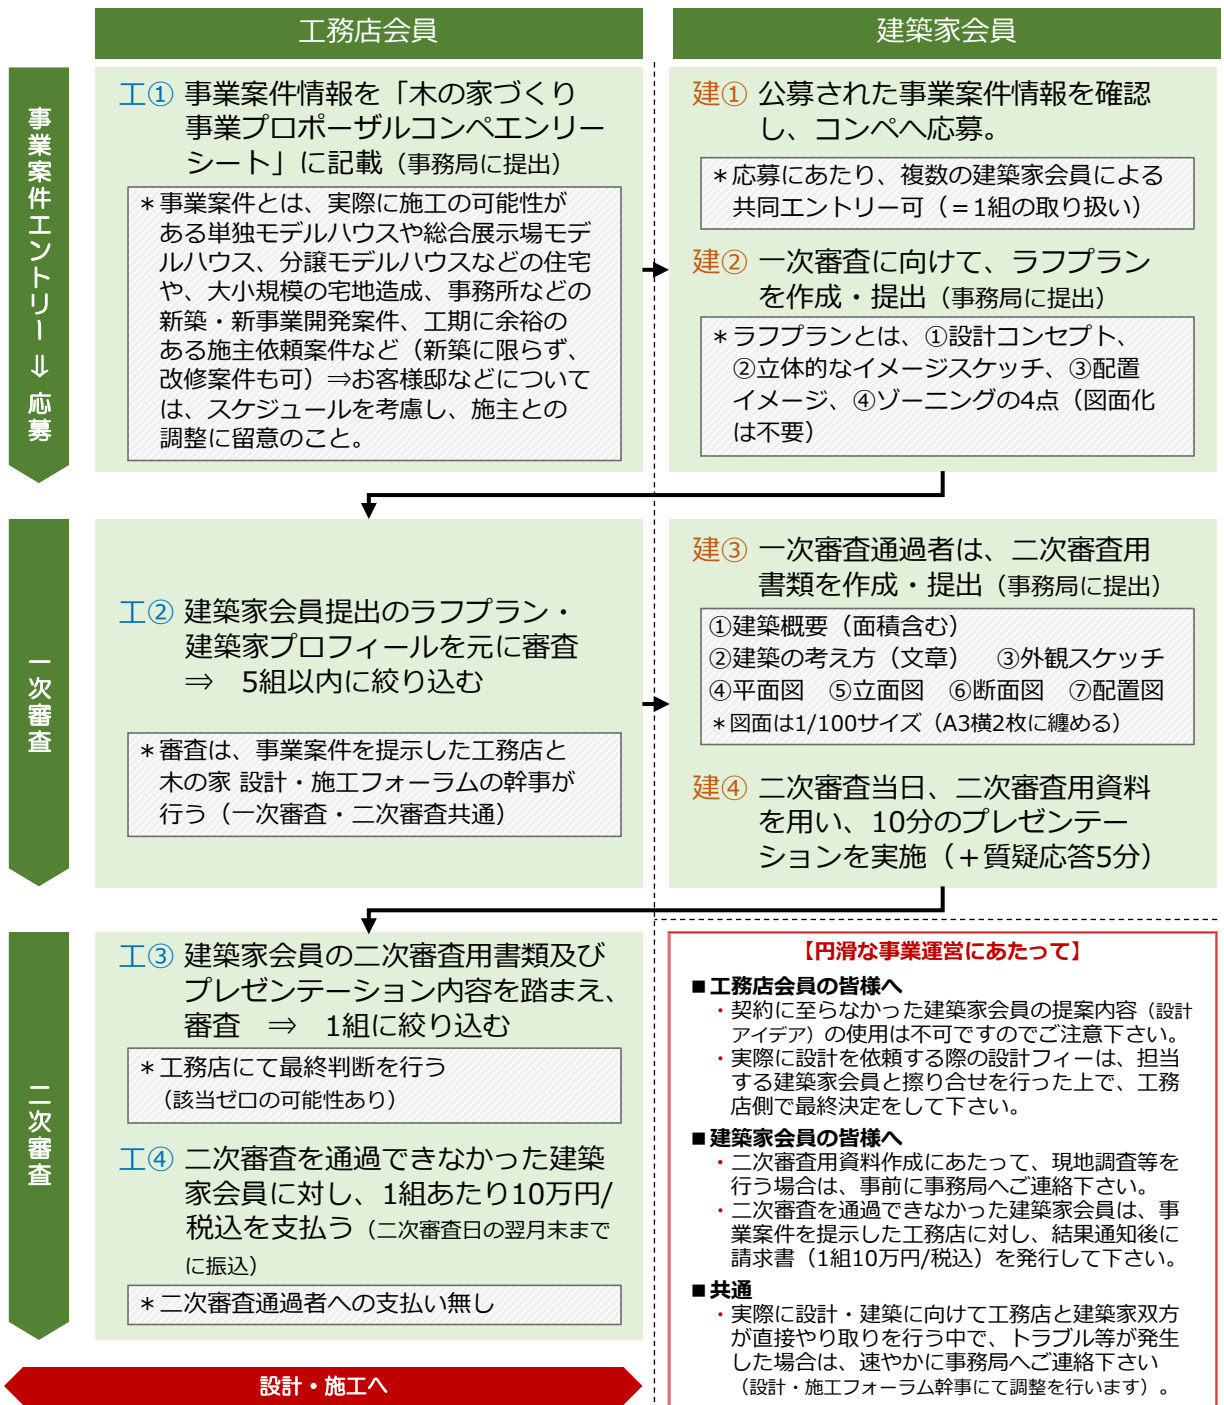 工務店会員
建築家会員
事業案件エントリー ⇒ 応募
工① 事業案件情報を「木の家づくり
事業プロポーザルコンペエンリー
シート」に記載（事務局に提出）
＊事業案件とは、実際に施工の可能性が
ある単独モデルハウスや総合展示場モデ
ルハウス、分譲モデルハウスなどの住宅
や、大小規模の宅地造成、事務所などの
新築・新事業開発案件、工期に余裕の
ある施主依頼案件など（新築に限らず、
改修案件も可）⇒お客様邸などについて
は、スケジュールを考慮し、施主との
調整に留意のこと。
建① 公募された事業案件情報を確認
し、コンペへ応募。
＊応募にあたり、複数の建築家会員による
共同エントリー可（＝1組の取り扱い）
建② 一次審査に向けて、ラフプラン
を作成・提出（事務局に提出）
＊ラフプランとは、①設計コンセプト、
②立体的なイメージスケッチ、③配置
イメージ、④ゾーニングの4点（図面化
は不要）
一次審査
工② 建築家会員提出のラフプラン・
建築家プロフィールを元に審査
⇒ 5組以内に絞り込む
＊審査は、事業案件を提示した工務店と
木の家 設計・施工フォーラムの幹事が
行う（一次審査・二次審査共通）
建③ 一次審査通過者は、二次審査用
書類を作成・提出（事務局に提出）
①建築概要（面積含む）
②建築の考え方（文章） ③外観スケッチ
④平面図 ⑤立面図 ⑥断面図 ⑦配置図
＊図面は1/100サイズ（A3横2枚に纏める）
建④ 二次審査当日、二次審査用資料
を用い、10分のプレゼンテー
ションを実施（＋質疑応答5分）
二次審査
工③ 建築家会員の二次審査用書類及び
プレゼンテーション内容を踏まえ、
審査 ⇒ 1組に絞り込む
＊工務店にて最終判断を行う
（該当ゼロの可能性あり）
工④ 二次審査を通過できなかった建築
家会員に対し、1組あたり10万円/
税込を支払う（二次審査日の翌月末まで
に振込）
＊二次審査通過者への支払い無し
設計・施工へ
【円滑な事業運営にあたって】
■工務店会員の皆様へ
・契約に至らなかった建築家会員の提案内容（設計
アイデア）の使用は不可ですのでご注意下さい。
・実際に設計を依頼する際の設計フィーは、担当
する建築家会員と擦り合せを行った上で、工務
店側で最終決定をして下さい。
■建築家会員の皆様へ
・二次審査用資料作成にあたって、現地調査等を
行う場合は、事前に事務局へご連絡下さい。
・二次審査を通過できなかった建築家会員は、事
業案件を提示した工務店に対し、結果通知後に
請求書（1組10万円/税込）を発行して下さい。
■共通
・実際に設計・建築に向けて工務店と建築家双方
が直接やり取りを行う中で、トラブル等が発生
した場合は、速やかに事務局へご連絡下さい
（設計・施工フォーラム幹事にて調整を行います）。